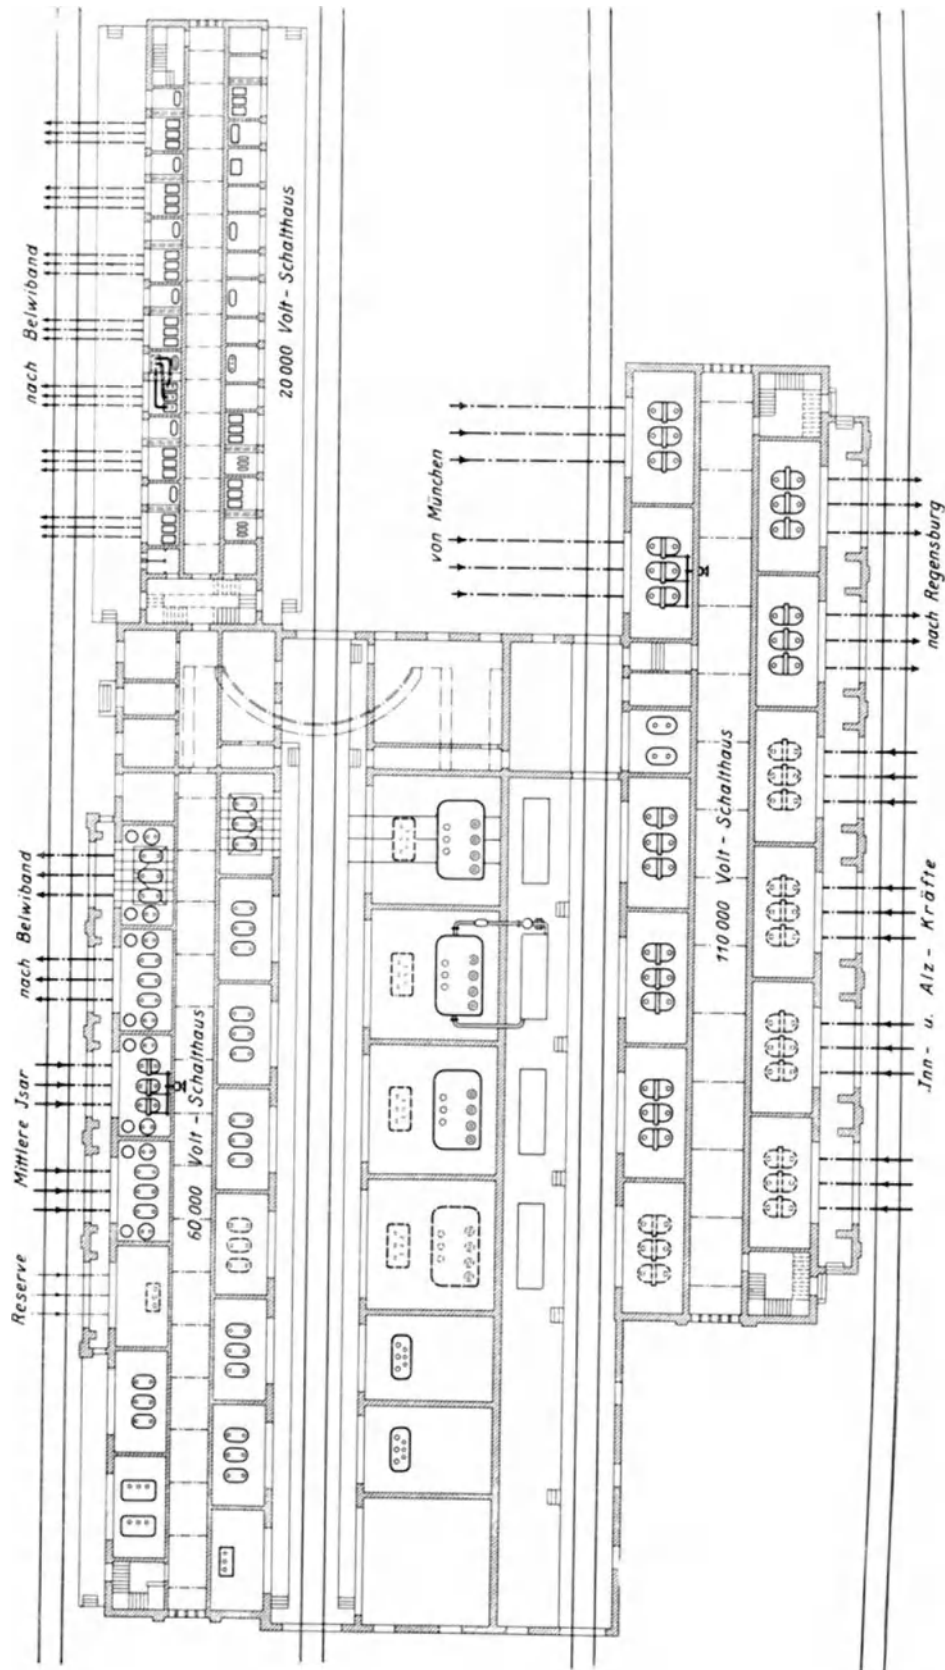 nach Belwiband
20000 Volt-Schalthaus
von München
nach Regensburg
110000 Volt-Schalthaus
Jnn- u. Alz-Kräfte
nach Belwiband
Mittlere Jsar
60000 Volt-Schalthaus
Reserve